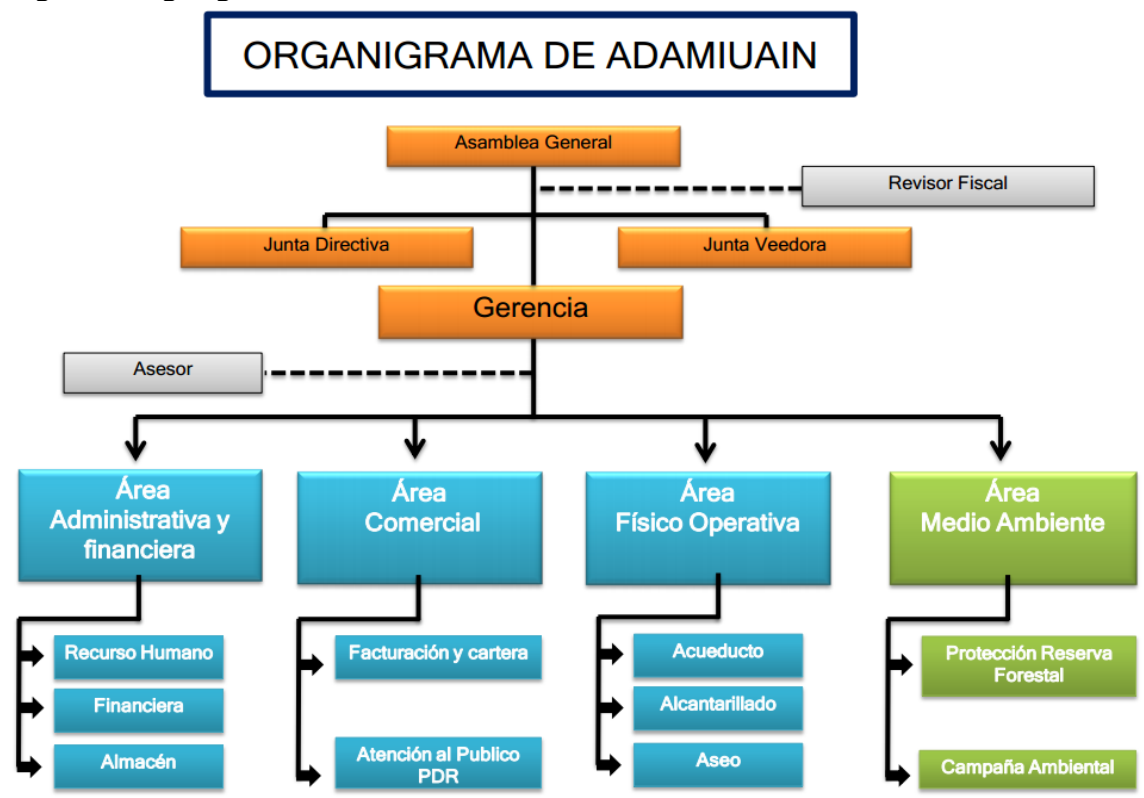 ORGANIGRAMA DE ADAMIUAIN
Asamblea General
Revisor Fiscal
Junta Directiva
Junta Veedora
Gerencia
Asesor
Área
Administrativa y
financiera
Área
Comercial
Área
Físico Operativa
Área
Medio Ambiente
Recurso Humano
Financiera
Almacén
Facturación y cartera
Atención al Publico
PDR
Acueducto
Alcantarillado
Aseo
Protección Reserva
Forestal
Campaña Ambiental